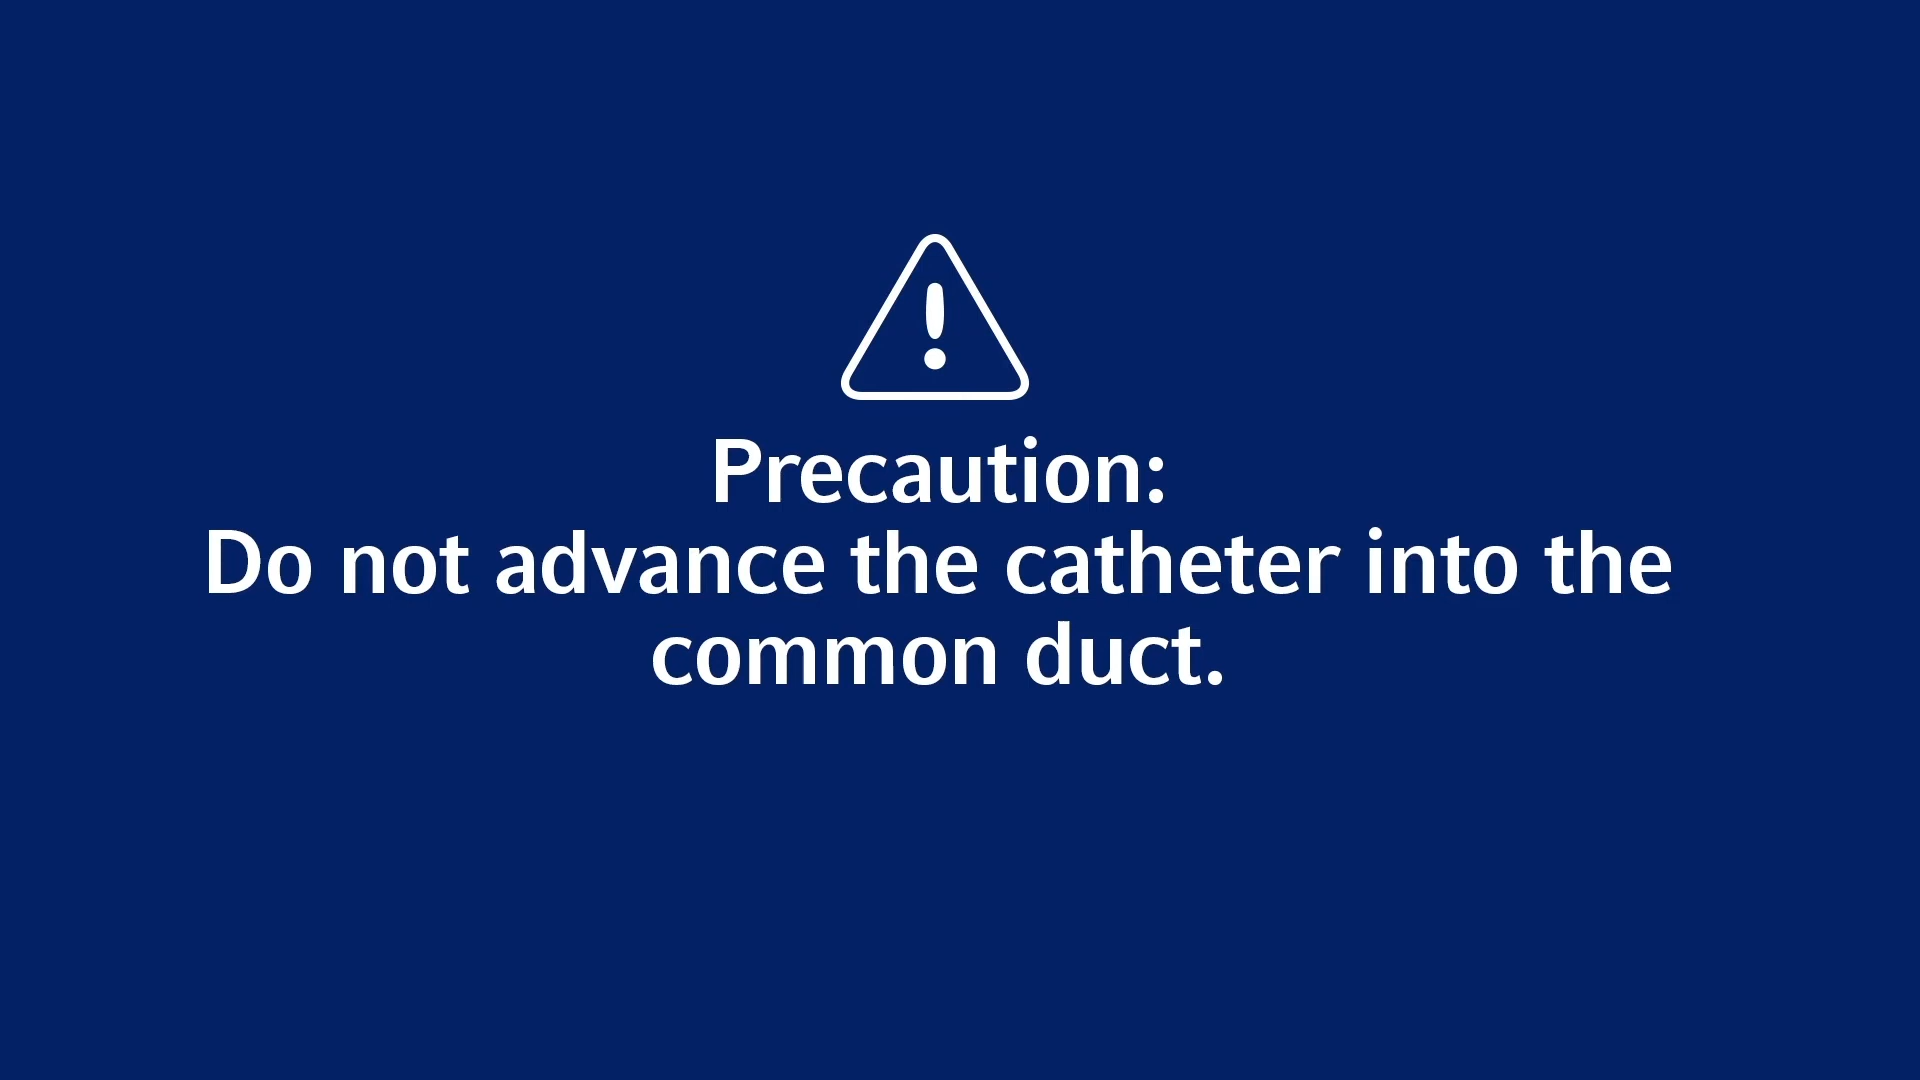 Precaution:
Do not advance the catheter into the
common duct.